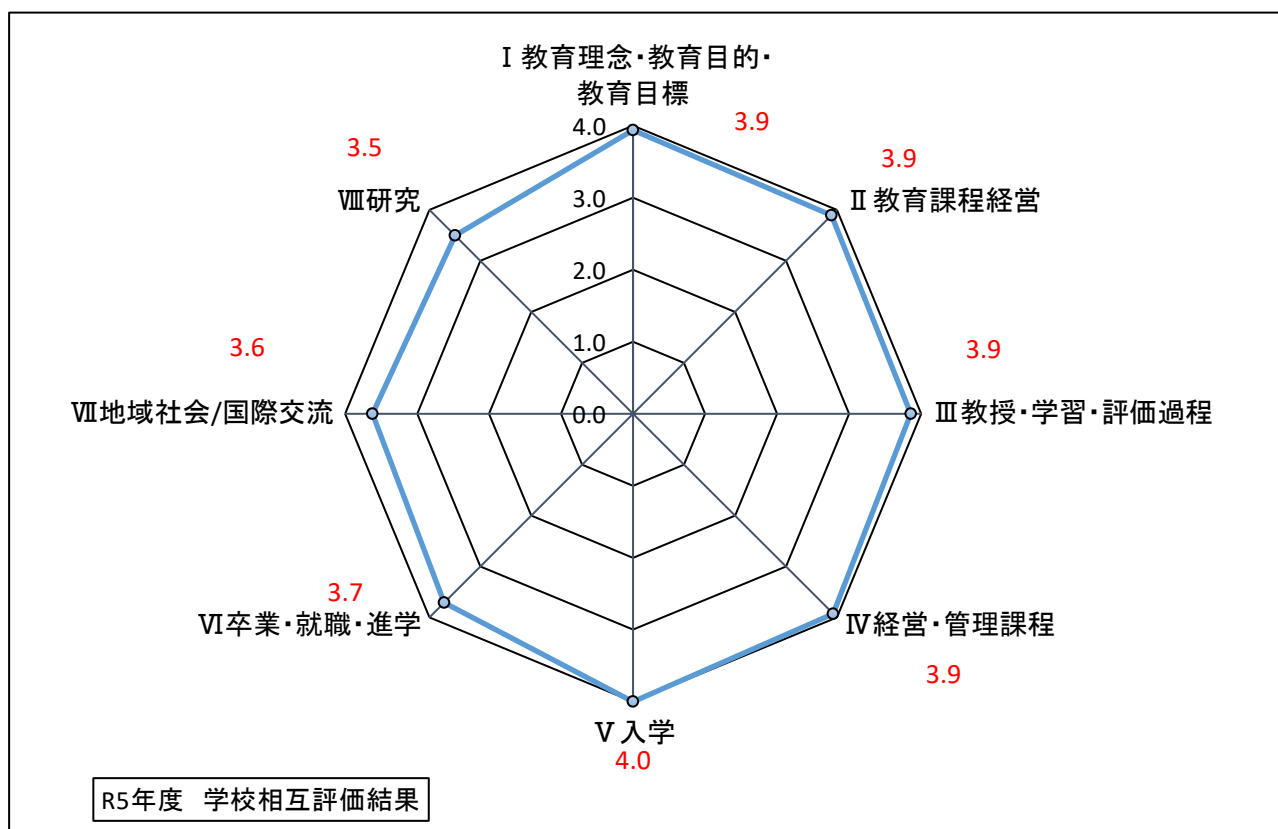 Ⅰ教育理念・教育目的・
教育目標
3.9
3.9
Ⅱ教育課程経営
3.9
Ⅲ教授・学習・評価過程
Ⅳ経営・管理課程
3.9
Ⅴ入学
4.0
3.7
Ⅵ卒業・就職・進学
3.6
Ⅶ地域社会/国際交流
3.5
Ⅷ研究
4.0
3.0
2.0
1.0
0.0
R5年度 学校相互評価結果